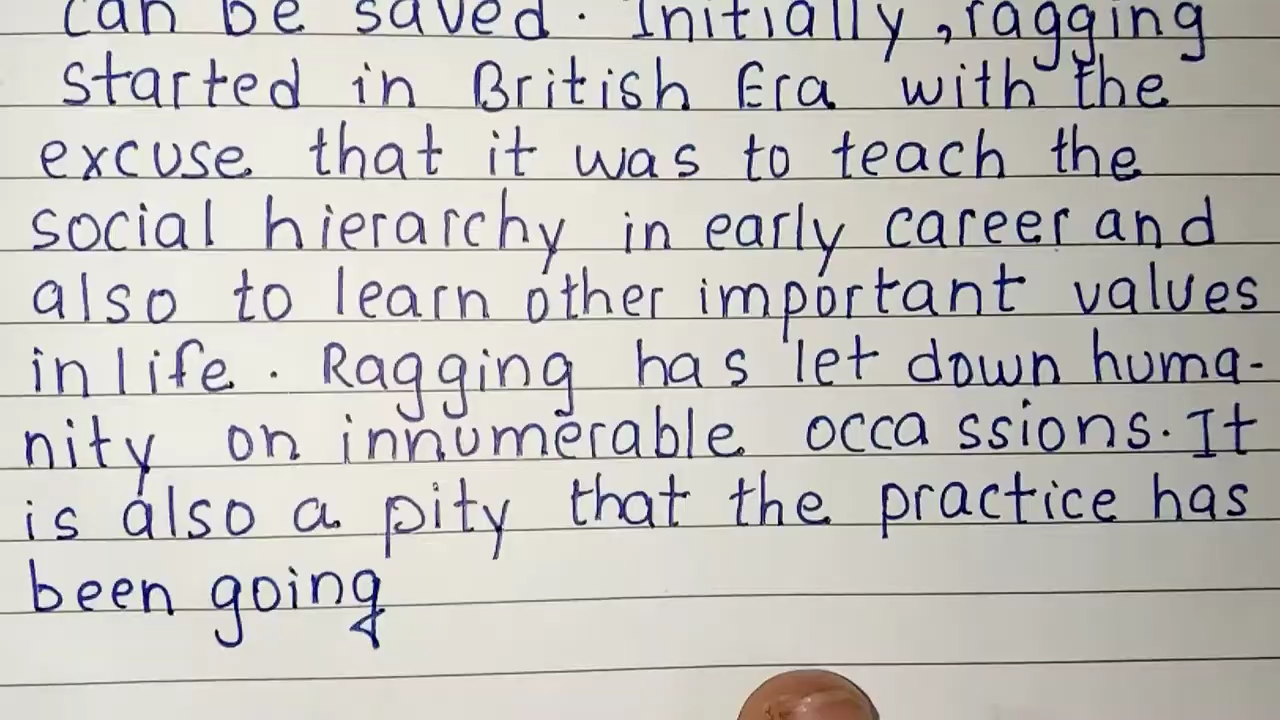 can be saved. Initially, ragging
started in British Era with the
excuse that it was to teach the
social hierarchy in early career and
also to learn other important values
in life. Ragging has let down huma-
nity on innumerable occassions. It
is also a pity that the practice has
been going